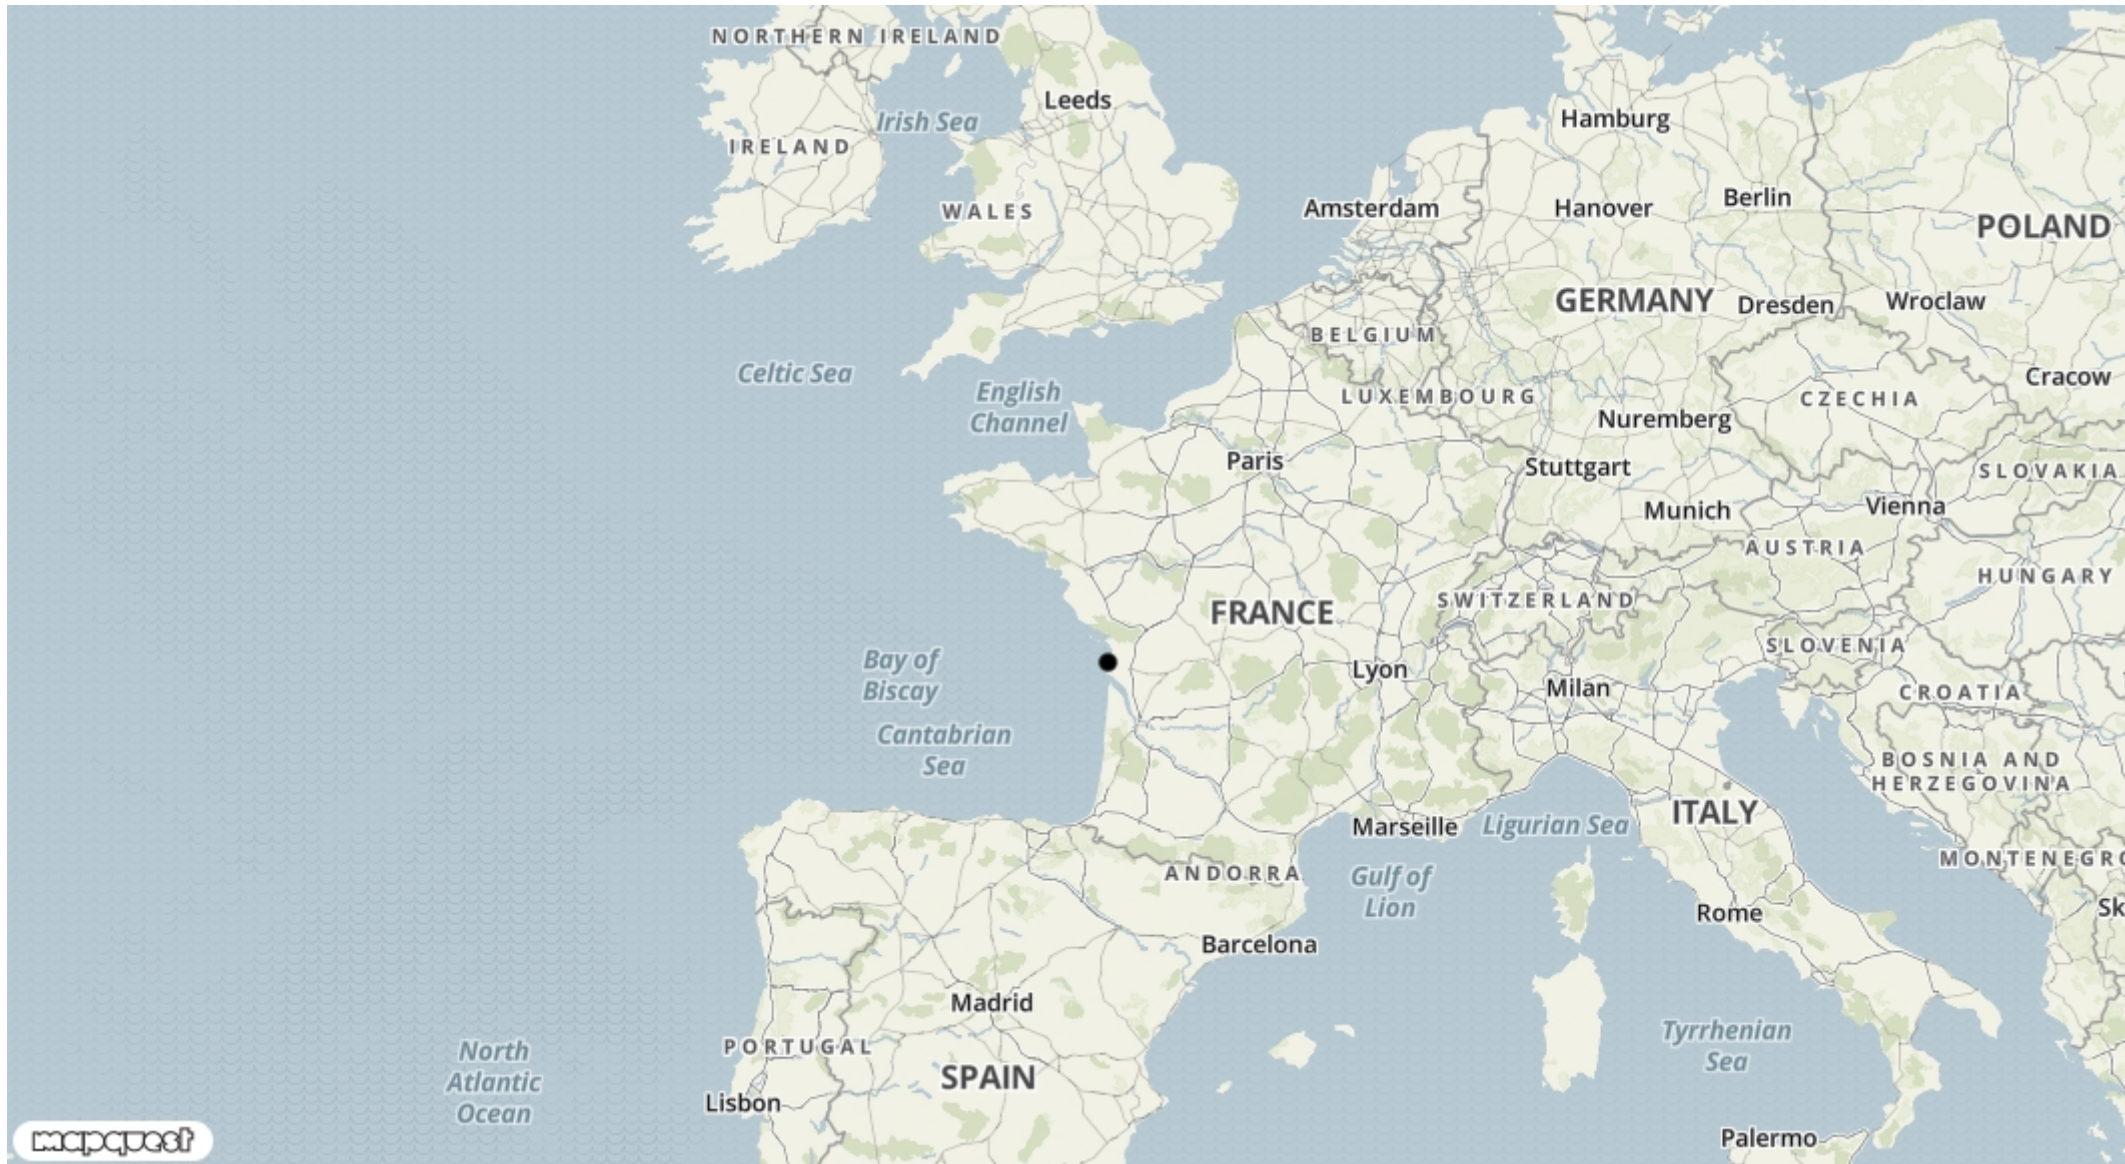 NORTHERN IRELAND
Leeds
Irish Sea
IRELAND
Hamburg
WALES
Amsterdam
Hanover
Berlin
POLAND
GERMANY
Dresden
Wroclaw
BELGIUM
Celtic Sea
English
Channel
LUXEMBOURG
Cracow
CZECHIA
Nuremberg
Paris
Stuttgart
SLOVAKIA
Munich
Vienna
AUSTRIA
HUNGARY
SWITZERLAND
FRANCE
SLOVENIA
Bay of
Biscay
Lyon
Milan
CROATIA
Cantabrian
Sea
BOSNIA AND
HERZEGOVINA
ITALY
Marseille
Ligurian Sea
MONTENEGRO
ANDORRA
Gulf of
Lion
Rome
Sk
Barcelona
Madrid
Tyrrhenian
Sea
PORTUGAL
North
Atlantic
Ocean
SPAIN
Lisbon
Palermo
mapquest